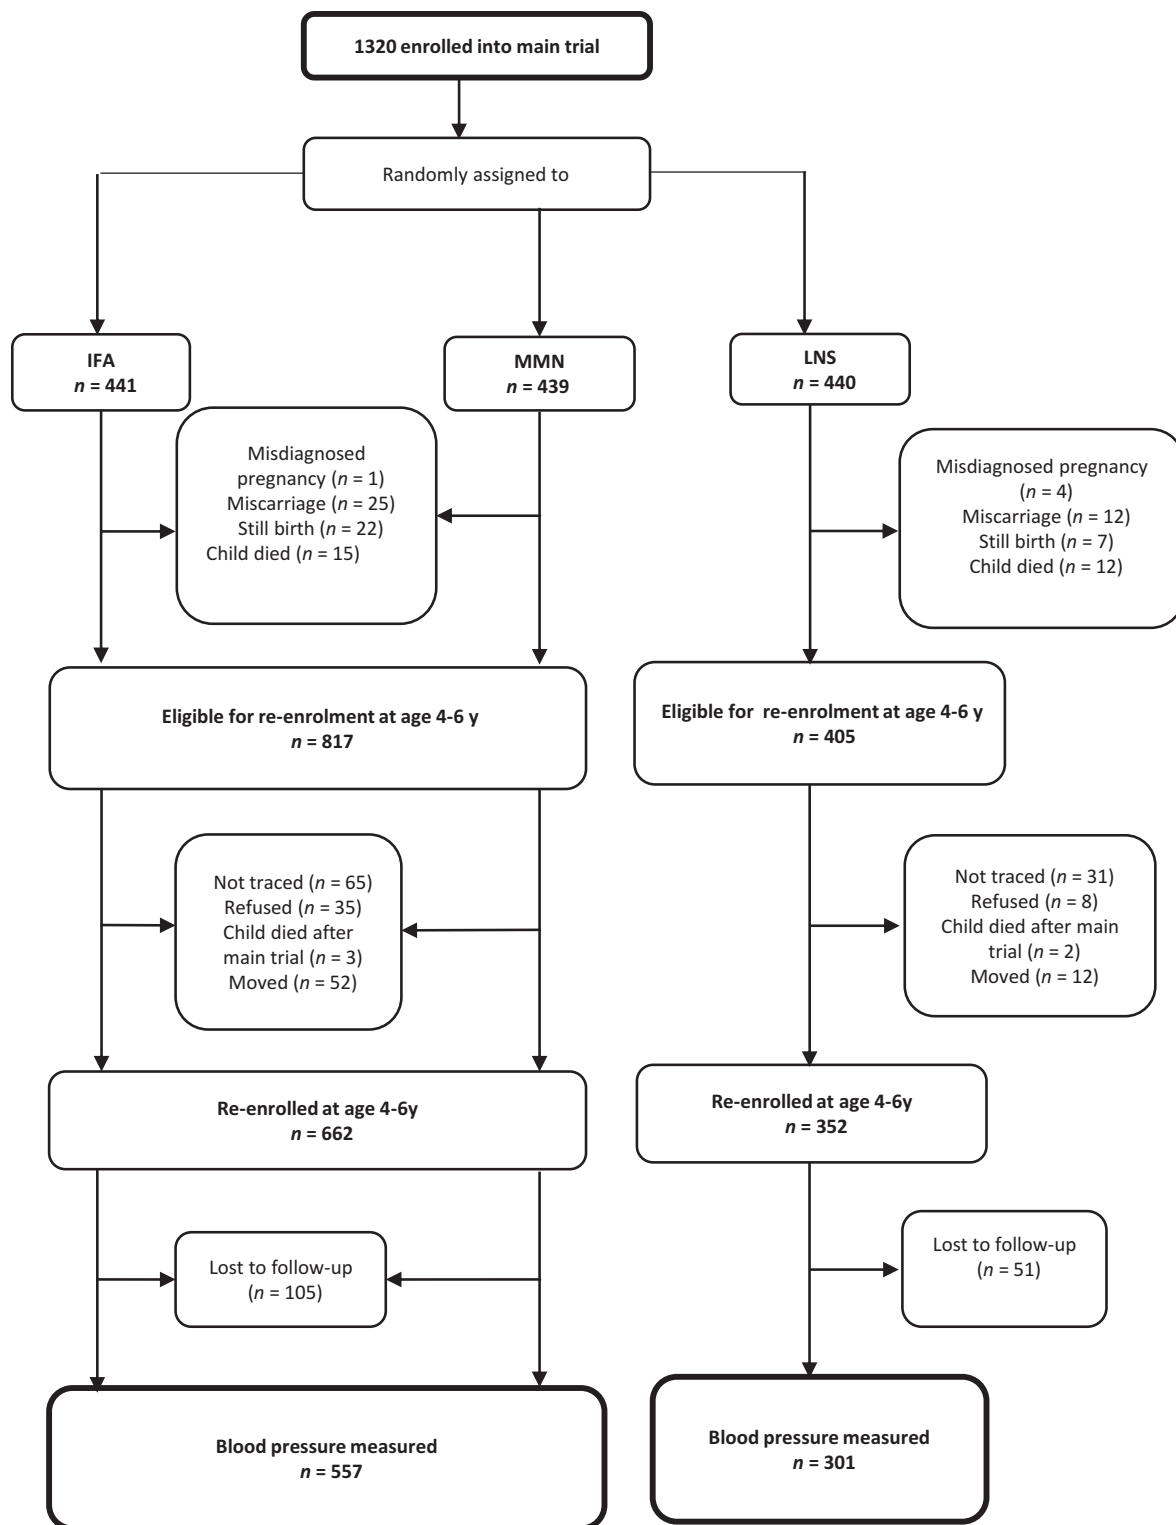 1320 enrolled into main trial
Randomly assigned to
IFA
n = 441
MMN
n = 439
LNS
n = 440
Misdiagnosed
pregnancy (n = 1)
Miscarriage (n = 25)
Still birth (n = 22)
Child died (n = 15)
Misdiagnosed pregnancy
(n = 4)
Miscarriage (n = 12)
Still birth (n = 7)
Child died (n = 12)
Eligible for re-enrolment at age 4-6 y
n = 817
Eligible for re-enrolment at age 4-6 y
n = 405
Not traced (n = 65)
Refused (n = 35)
Child died after
main trial (n = 3)
Moved (n = 52)
Not traced (n = 31)
Refused (n = 8)
Child died after main
trial (n = 2)
Moved (n = 12)
Re-enrolled at age 4-6y
n = 662
Re-enrolled at age 4-6y
n = 352
Lost to follow-up
(n = 105)
Lost to follow-up
(n = 51)
Blood pressure measured
n = 557
Blood pressure measured
n = 301